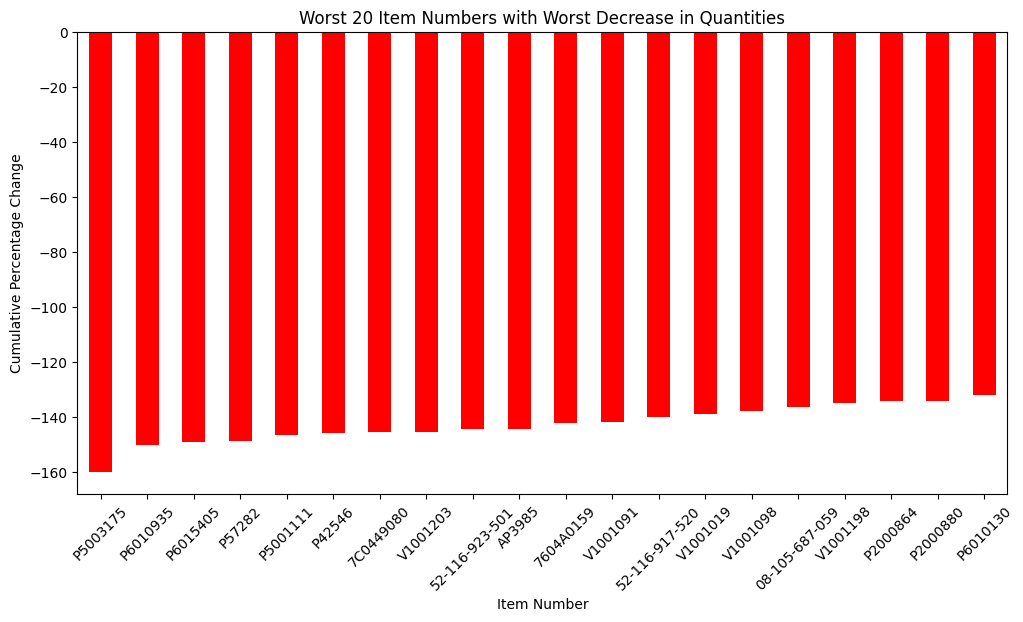 Worst 20 Item Numbers with Worst Decrease in Quantities
Cumulative Percentage Change
0
−20
−40
−60
−80
−100
−120
−140
−160
P5003175
P6010935
P6015405
P57282
P5001111
P42546
7C0449080
V1001203
52-116-923-501
AP3985
7604A0159
V1001091
52-116-917-520
V1001019
V1001098
08-105-687-059
V1001198
P2000864
P2000880
P6010130
Item Number